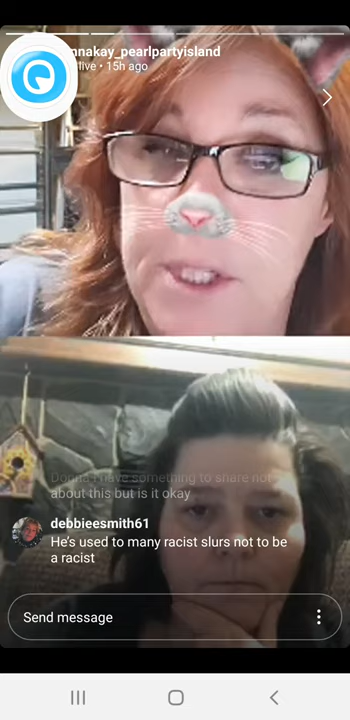 nnakay_pearlpartyisland
live • 15h ago
Donna I have something to share not
about this but is it okay
debbieesmith61
He's used to many racist slurs not to be
a racist
Send message